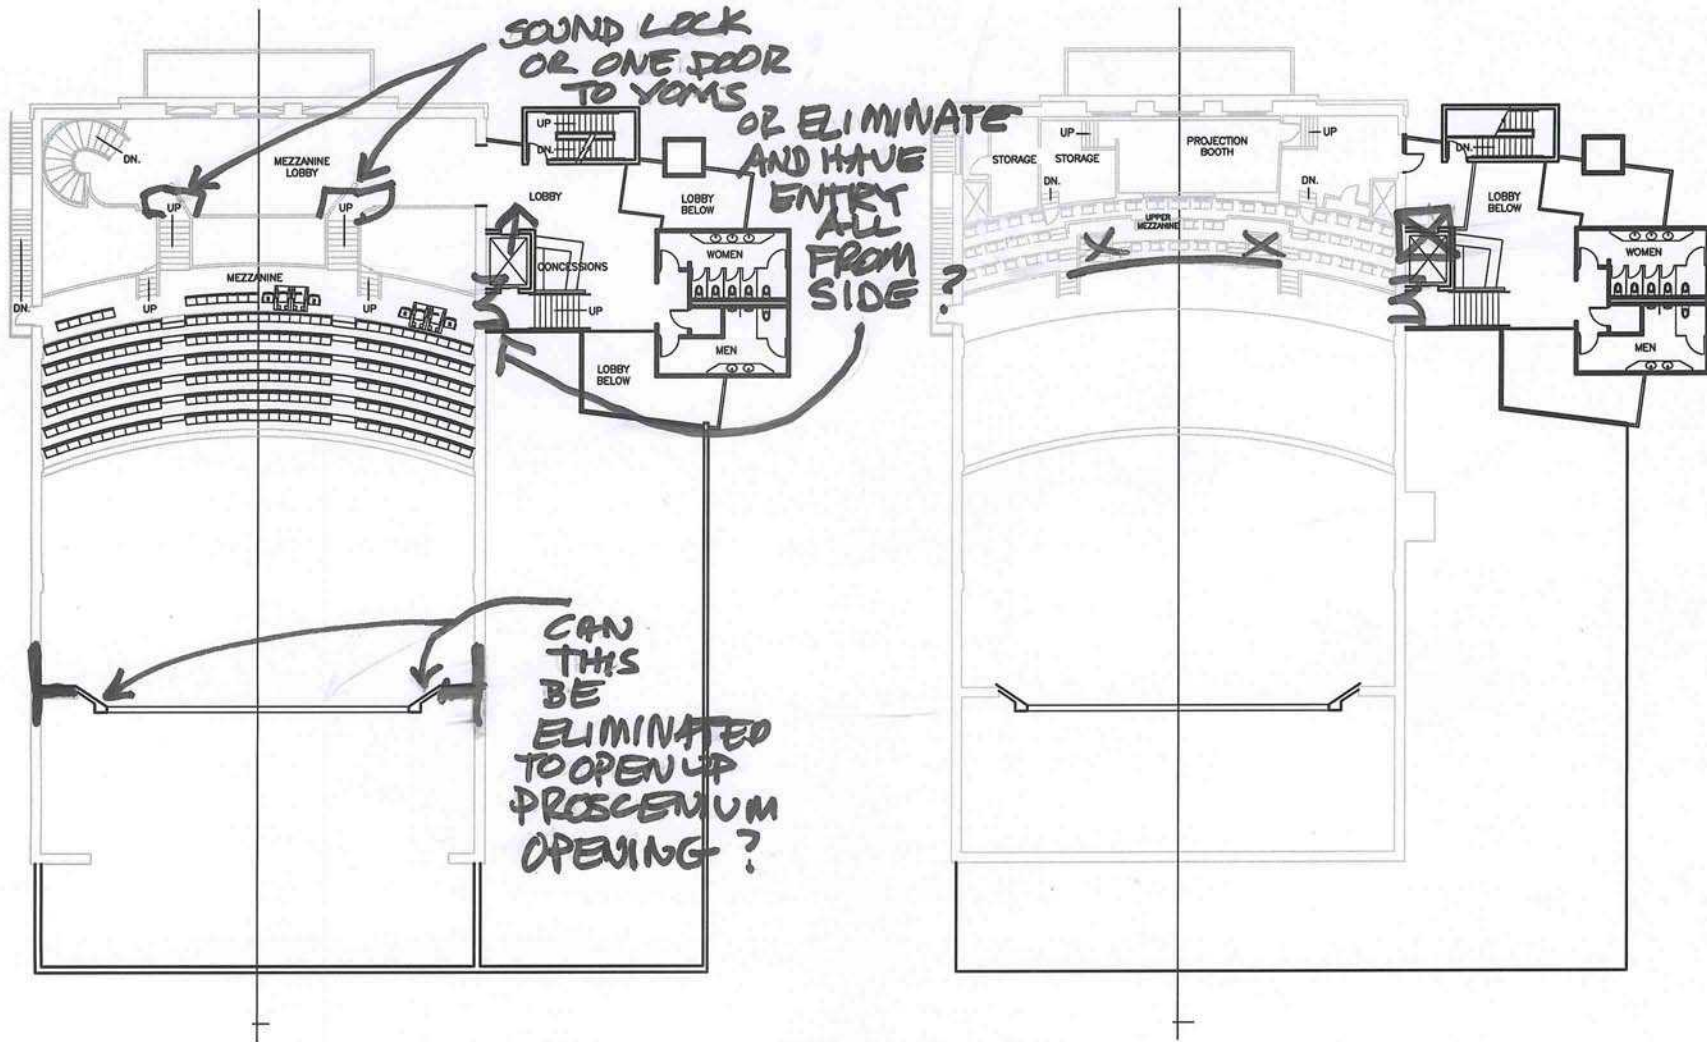 SOUND LOCK
OR ONE DOOR
TO VOMS
OR ELIMINATE
AND HAVE
ENTRY
ALL
FROM
SIDE ?
CAN
THIS
BE
ELIMINATED
TO OPEN UP
PROSCENIUM
OPENING ?
DN.
MEZZANINE
LOBBY
UP
UP
UP
DN.
LOBBY
LOBBY
BELOW
CONCESSIONS
WOMEN
MEZZANINE
UP
UP
DN.
UP
MEN
LOBBY
BELOW
UP
STORAGE
STORAGE
PROJECTION
BOOTH
UP
DN.
DN.
UPPER
MEZZANINE
DN.
LOBBY
BELOW
WOMEN
MEN